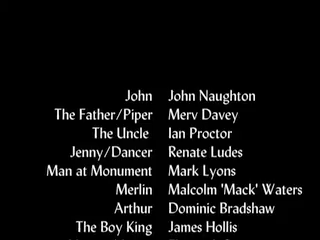 John John Naughton
The Father/Piper Merv Davey
The Uncle Ian Proctor
Jenny/Dancer Renate Ludes
Man at Monument Mark Lyons
Merlin Malcolm 'Mack' Waters
Arthur Dominic Bradshaw
The Boy King James Hollis